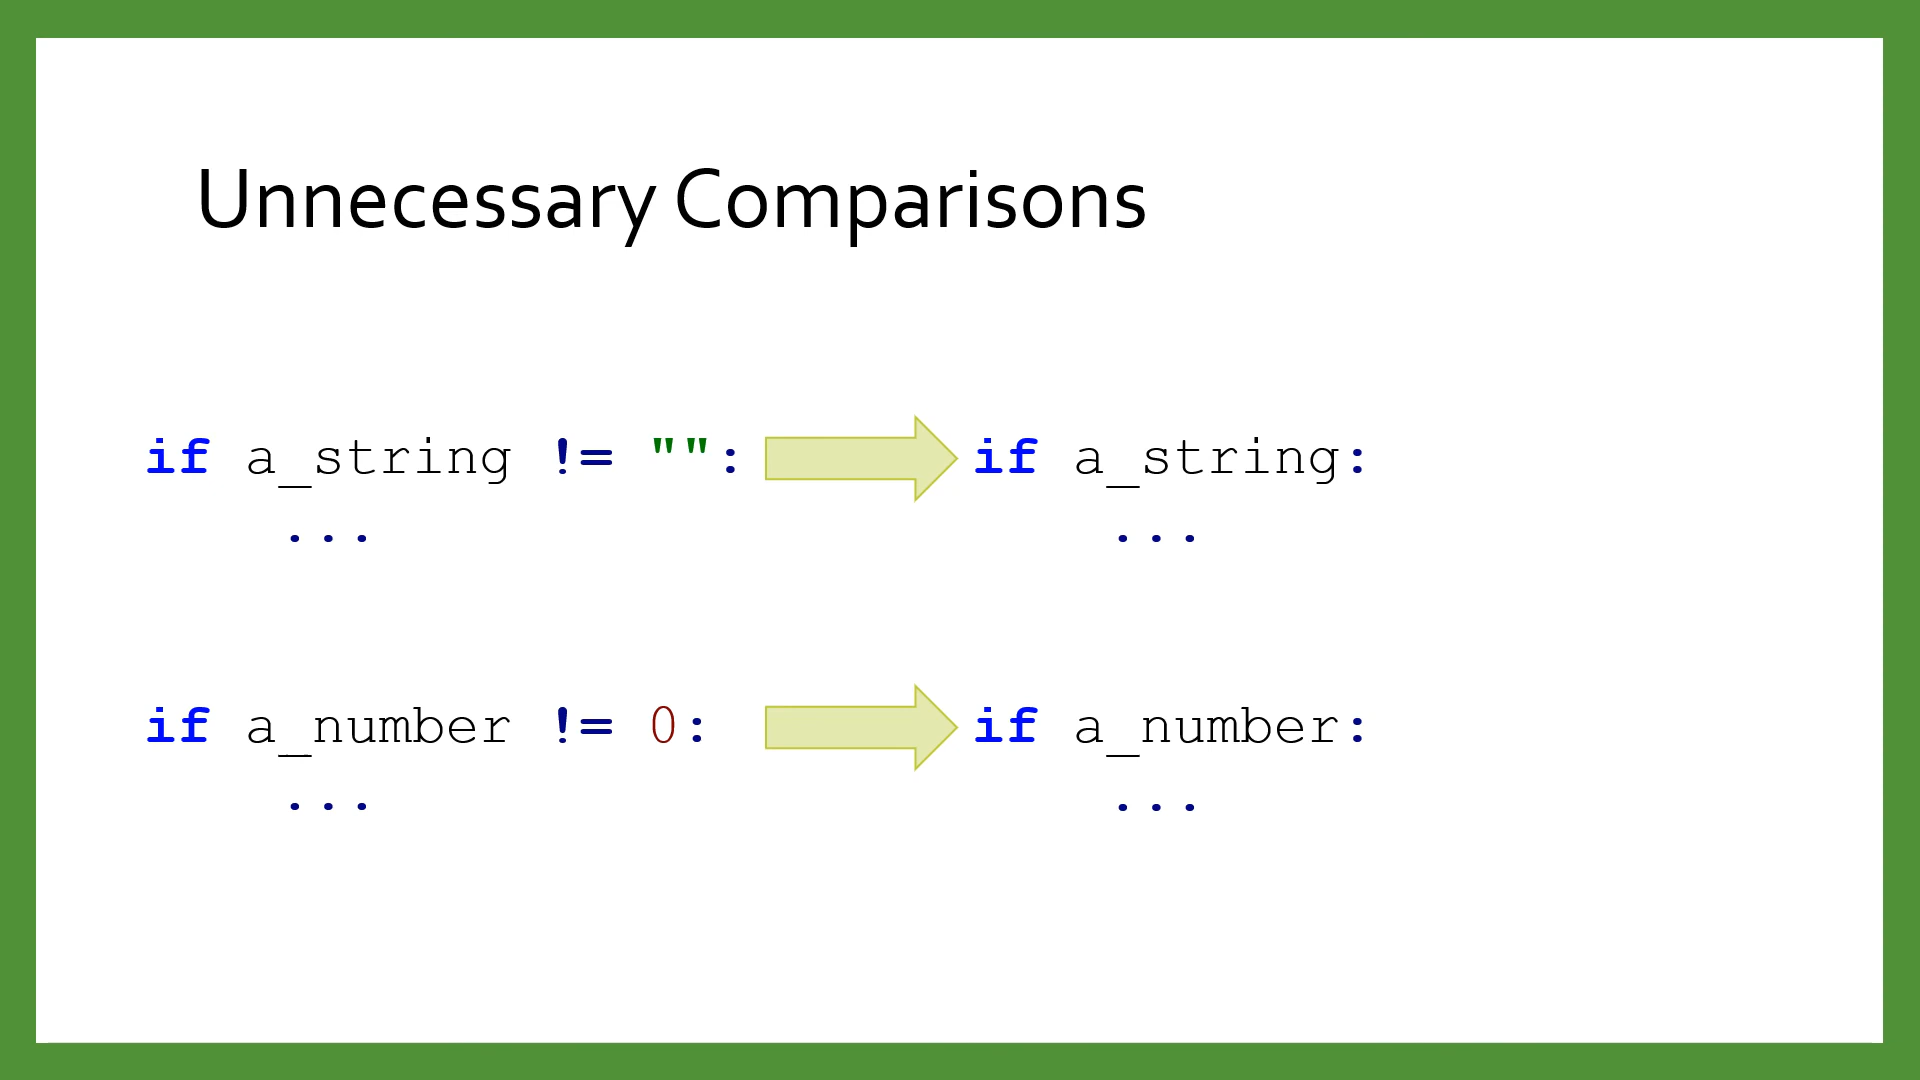 Unnecessary Comparisons
if a_string != "": if a_string:
... ...
if a_number != 0: if a_number:
... ...